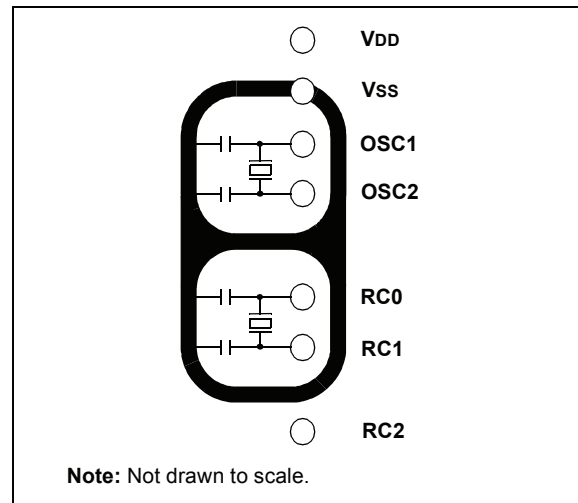 VDD
VSS
OSC1
OSC2
RC0
RC1
RC2
Note: Not drawn to scale.